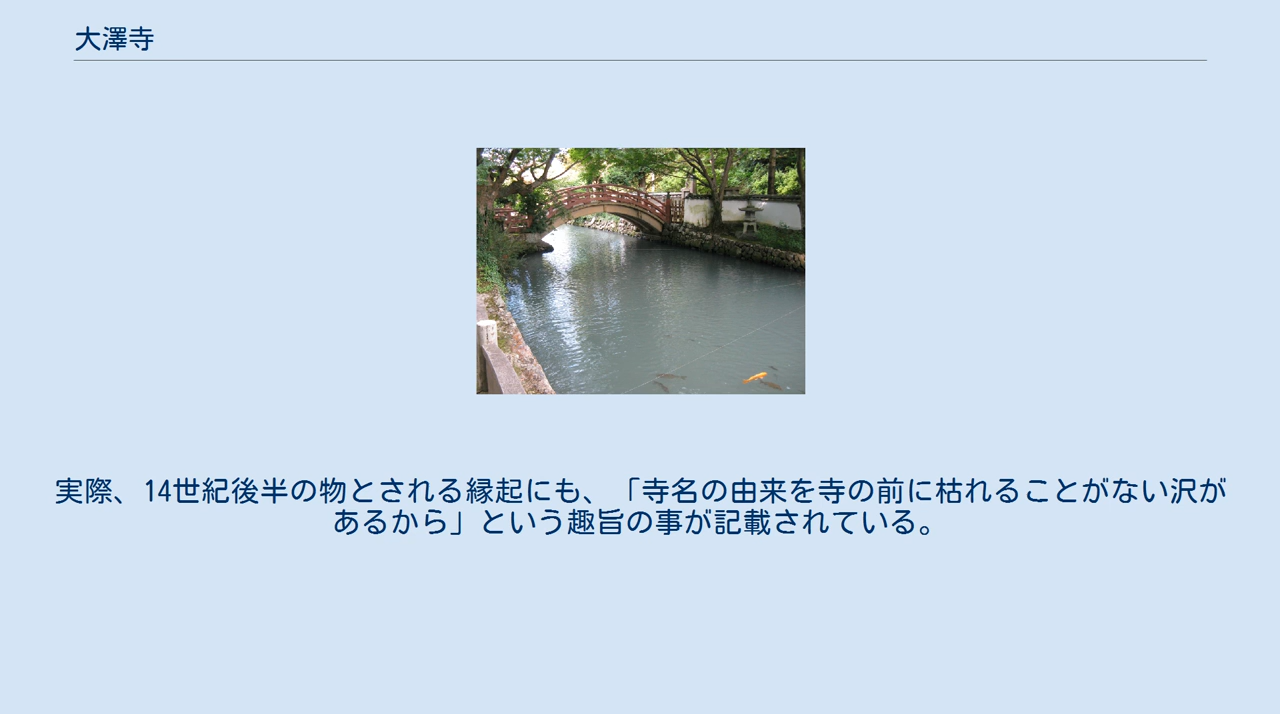 大澤寺
実際、14世紀後半の物とされる縁起にも、「寺名の由来を寺の前に枯れることがない沢が
あるから」という趣旨の事が記載されている。